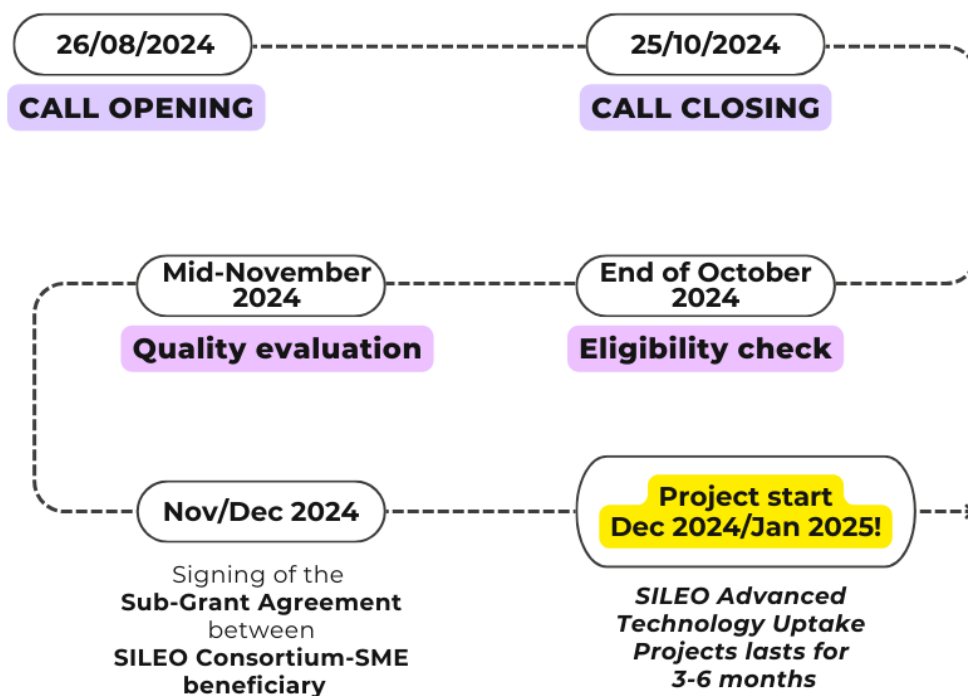 26/08/2024
CALL OPENING
25/10/2024
CALL CLOSING
End of October
2024
Eligibility check
Mid-November
2024
Quality evaluation
Nov/Dec 2024
Signing of the
Sub-Grant Agreement
between
SILEO Consortium-SME
beneficiary
Project start
Dec 2024/Jan 2025!
SILEO Advanced
Technology Uptake
Projects lasts for
3-6 months